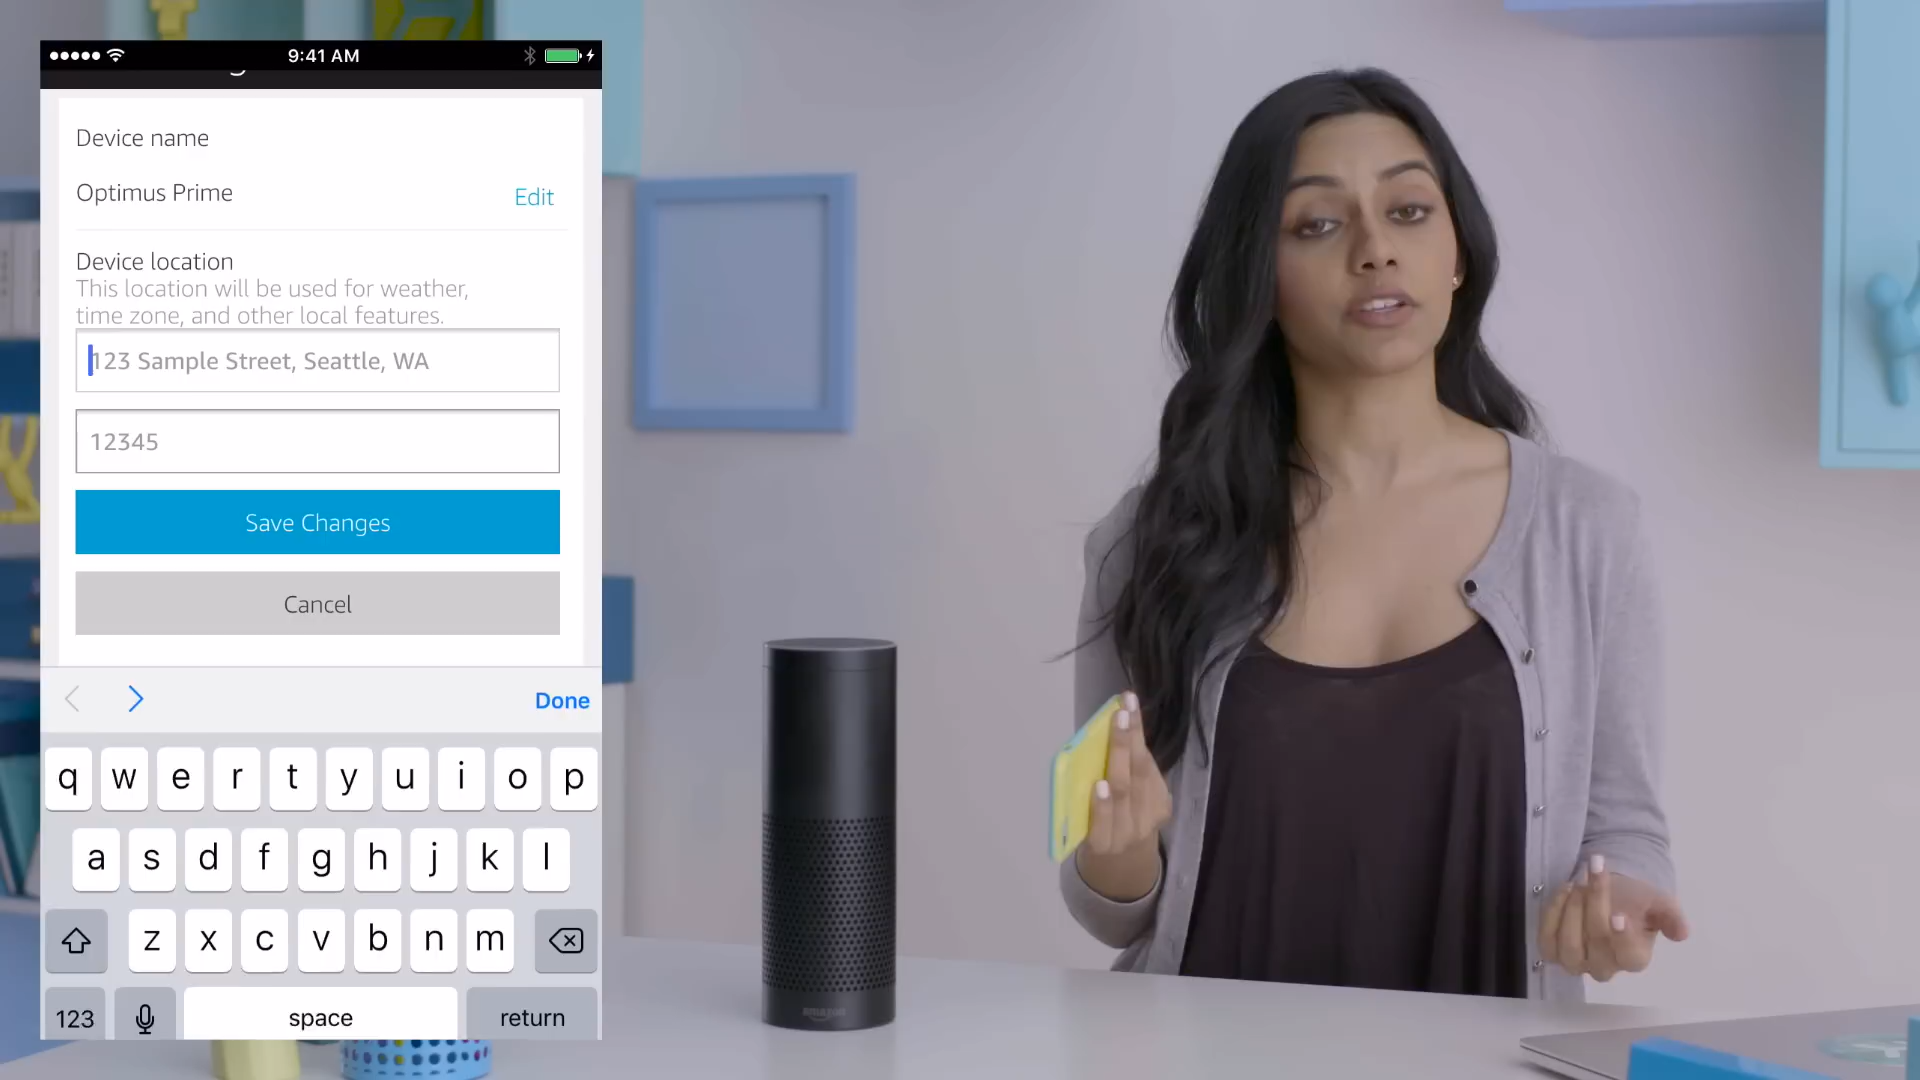 9:41 AM
Device name
Optimus Prime
Edit
Device location
This location will be used for weather,
time zone, and other local features.
123 Sample Street, Seattle, WA
12345
Save Changes
Cancel
Done
q w e r t y u i o p
a s d f g h j k l
z x c v b n m
123 space return
amazon